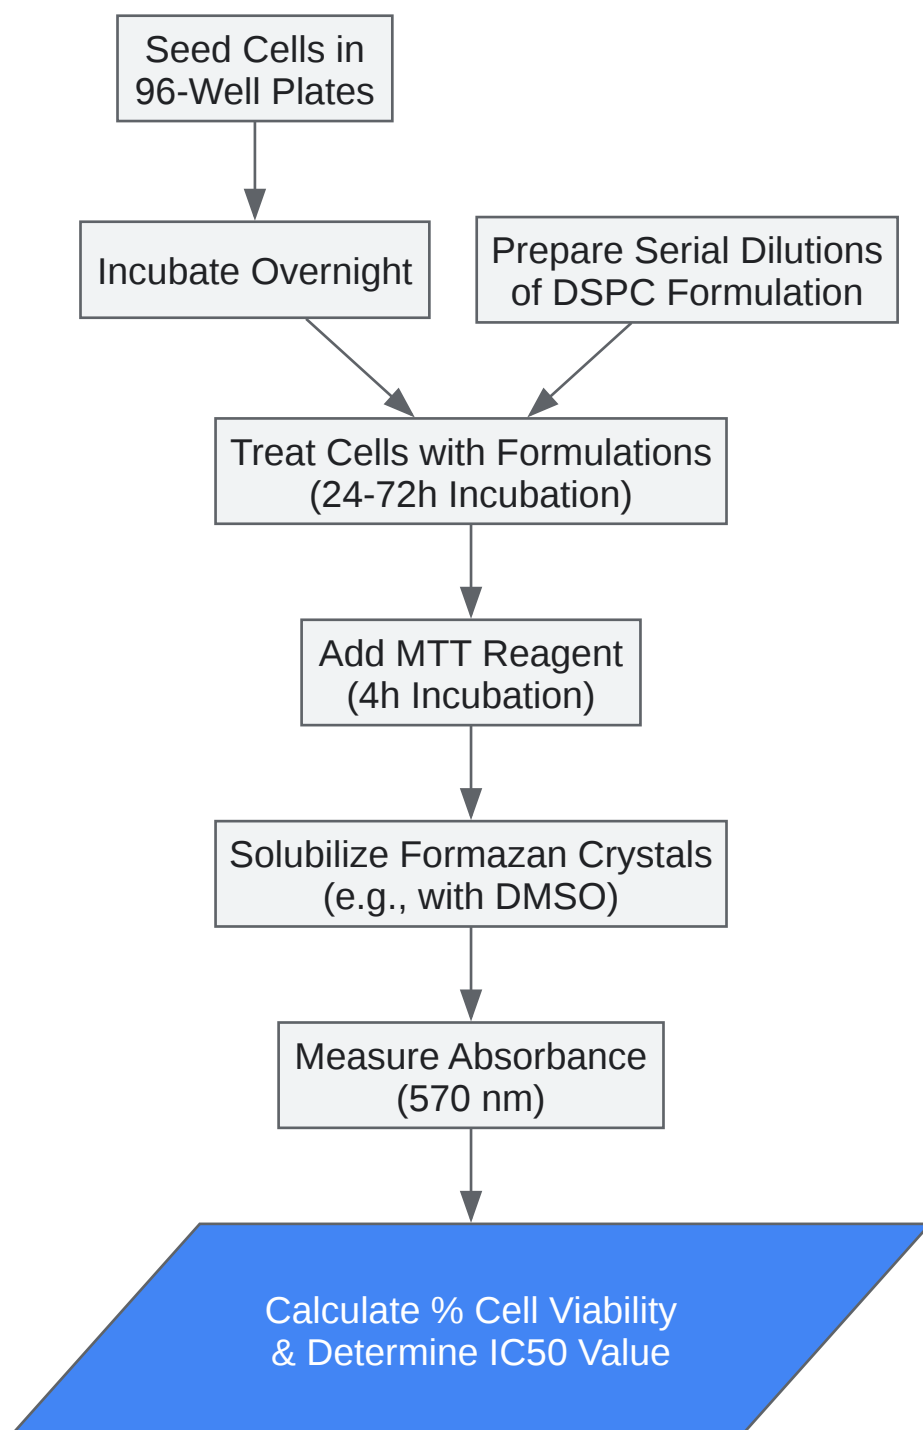 Seed Cells in
96-Well Plates
Incubate Overnight
Prepare Serial Dilutions
of DSPC Formulation
Treat Cells with Formulations
(24-72h Incubation)
Add MTT Reagent
(4h Incubation)
Solubilize Formazan Crystals
(e.g., with DMSO)
Measure Absorbance
(570 nm)
Calculate % Cell Viability
& Determine IC50 Value